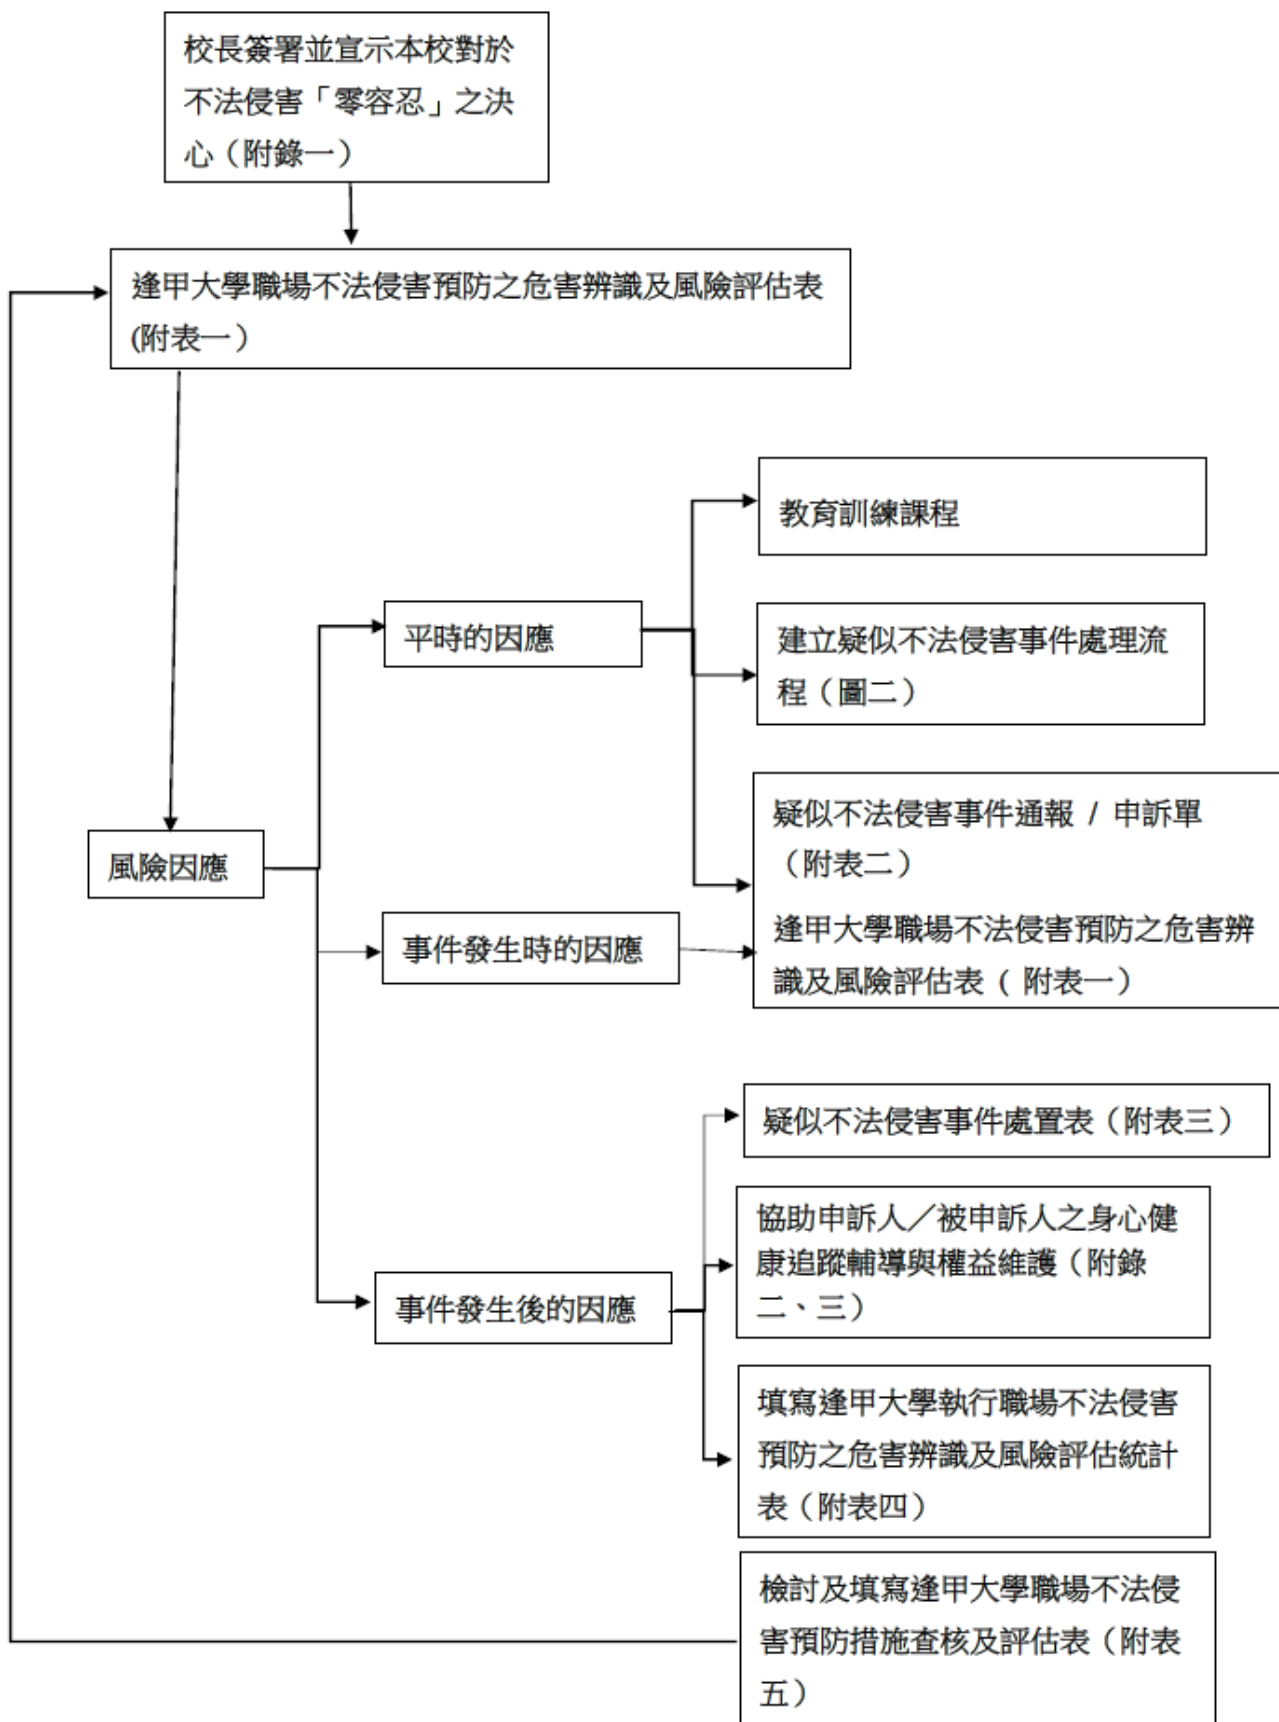 校長簽署並宣示本校對於
不法侵害「零容忍」之決
心（附錄一）
逢甲大學職場不法侵害預防之危害辨識及風險評估表
(附表一）
教育訓練課程
平時的因應
建立疑似不法侵害事件處理流
程（圖二）
疑似不法侵害事件通報 / 申訴單
（附表二）
風險因應
逢甲大學職場不法侵害預防之危害辨
識及風險評估表 ( 附表一）
事件發生時的因應
疑似不法侵害事件處置表（附表三）
協助申訴人／被申訴人之身心健
康追蹤輔導與權益維護（附錄
二、三）
事件發生後的因應
填寫逢甲大學執行職場不法侵害
預防之危害辨識及風險評估統計
表（附表四）
檢討及填寫逢甲大學職場不法侵
害預防措施查核及評估表（附表
五）